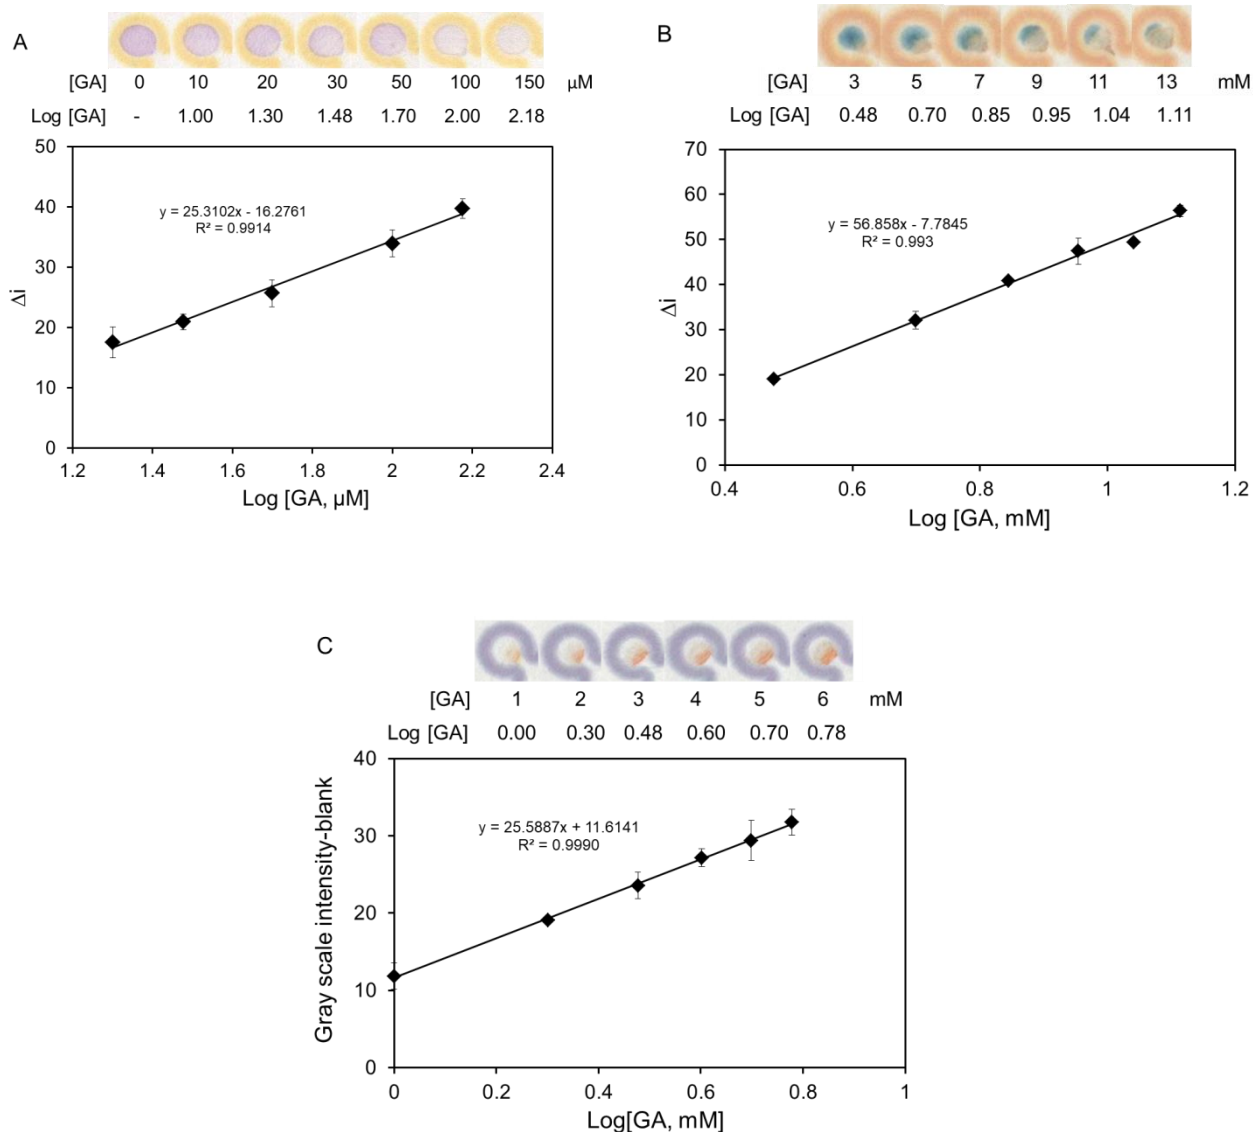 A
[GA] 0 10 20 30 50 100 150 μM
Log [GA] - 1.00 1.30 1.48 1.70 2.00 2.18
50
40
30
20
10
0
Δi
y = 25.3102x - 16.2761
R² = 0.9914
1.2 1.4 1.6 1.8 2 2.2 2.4
Log [GA, μM]
B
[GA] 3 5 7 9 11 13 mM
Log [GA] 0.48 0.70 0.85 0.95 1.04 1.11
70
60
50
40
30
20
10
0
Δi
y = 56.858x - 7.7845
R² = 0.993
0.4 0.6 0.8 1 1.2
Log [GA, mM]
C
[GA] 1 2 3 4 5 6 mM
Log [GA] 0.00 0.30 0.48 0.60 0.70 0.78
40
30
20
10
0
Gray scale intensity-blank
y = 25.5887x + 11.6141
R² = 0.9990
0 0.2 0.4 0.6 0.8 1
Log[GA, mM]